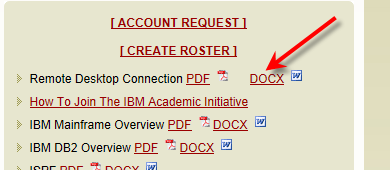 [ ACCOUNT REQUEST ]
[ CREATE ROSTER ]
Remote Desktop Connection PDF DOCX
How To Join The IBM Academic Initiative
IBM Mainframe Overview PDF DOCX
IBM DB2 Overview PDF DOCX
ISPF PDF DOCX